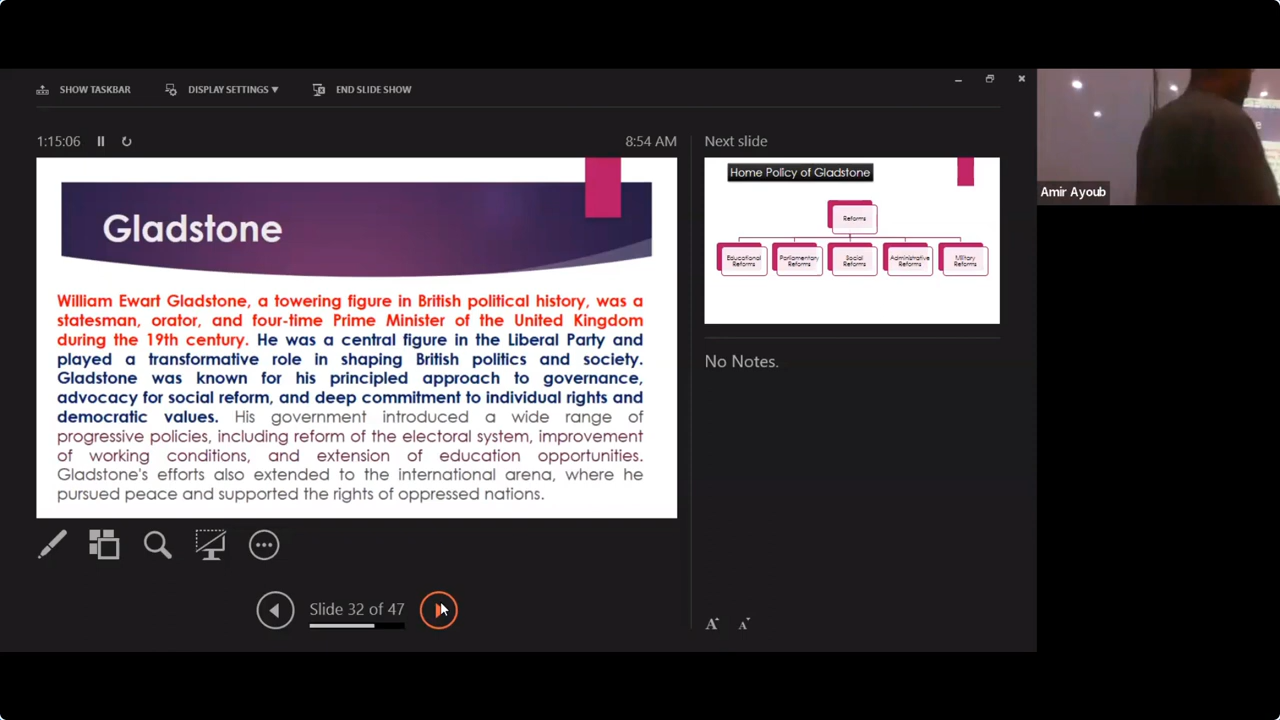 SHOW TASKBAR
DISPLAY SETTINGS ▼
END SLIDE SHOW
1:15:06
8:54 AM
Gladstone
William Ewart Gladstone, a towering figure in British political history, was a
statesman, orator, and four-time Prime Minister of the United Kingdom
during the 19th century. He was a central figure in the Liberal Party and
played a transformative role in shaping British politics and society.
Gladstone was known for his principled approach to governance,
advocacy for social reform, and deep commitment to individual rights and
democratic values. His government introduced a wide range of
progressive policies, including reform of the electoral system, improvement
of working conditions, and extension of education opportunities.
Gladstone's efforts also extended to the international arena, where he
pursued peace and supported the rights of oppressed nations.
Slide 32 of 47
Next slide
Home Policy of Gladstone
Reforms
Educational
Reforms
Parliamentary
Reforms
Social
Reforms
Administrative
Reforms
Military
Reforms
No Notes.
A A
Amir Ayoub